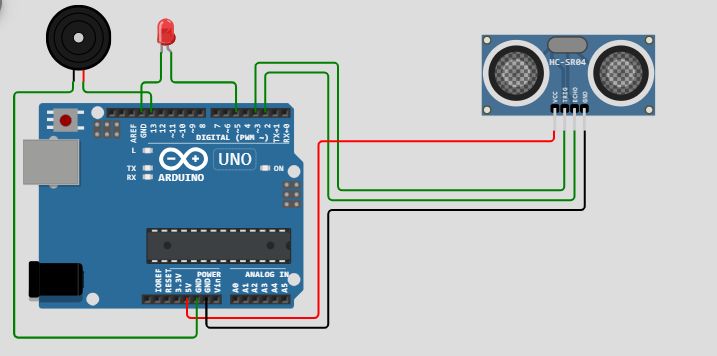 HC-SR04
VCC
TRIG
ECHO
GND
AREF
GND
13
12
~11
~10
~9
8
7
~6
~5
4
~3
2
TX→1
RX←0
DIGITAL (PWM ~)
L
TX
RX
ARDUINO
UNO
ON
IOREF
RESET
3.3V
5V
GND
GND
Vin
POWER
ANALOG IN
A0
A1
A2
A3
A4
A5